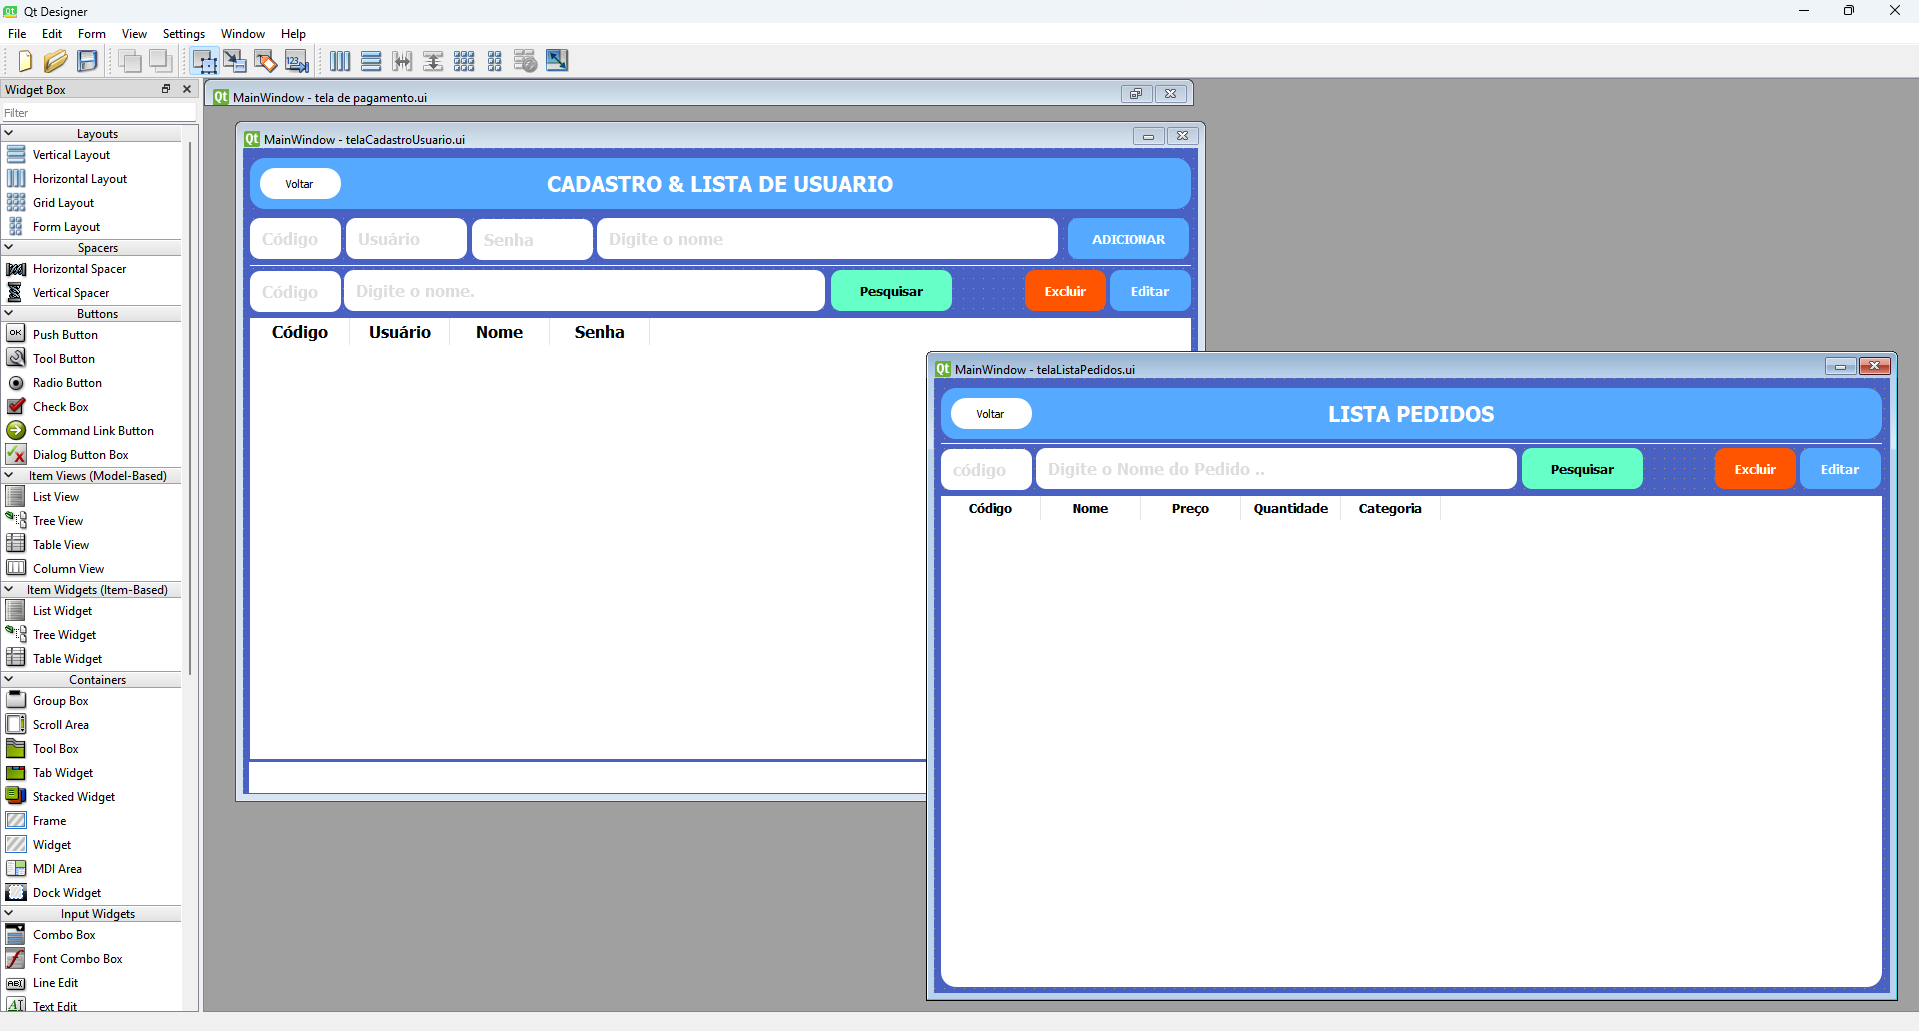 Qt Designer
File Edit Form View Settings Window Help
Widget Box
Filter
Layouts
Vertical Layout
Horizontal Layout
Grid Layout
Form Layout
Spacers
Horizontal Spacer
Vertical Spacer
Buttons
Push Button
Tool Button
Radio Button
Check Box
Command Link Button
Dialog Button Box
Item Views (Model-Based)
List View
Tree View
Table View
Column View
Item Widgets (Item-Based)
List Widget
Tree Widget
Table Widget
Containers
Group Box
Scroll Area
Tool Box
Tab Widget
Stacked Widget
Frame
Widget
MDI Area
Dock Widget
Input Widgets
Combo Box
Font Combo Box
Line Edit
Text Edit
MainWindow - tela de pagamento.ui
MainWindow - telaCadastroUsuario.ui
Voltar CADASTRO & LISTA DE USUARIO
Código Usuário Senha Digite o nome ADICIONAR
Código Digite o nome. Pesquisar Excluir Editar
Código Usuário Nome Senha
MainWindow - telaListaPedidos.ui
Voltar LISTA PEDIDOS
código Digite o Nome do Pedido .. Pesquisar Excluir Editar
Código Nome Preço Quantidade Categoria